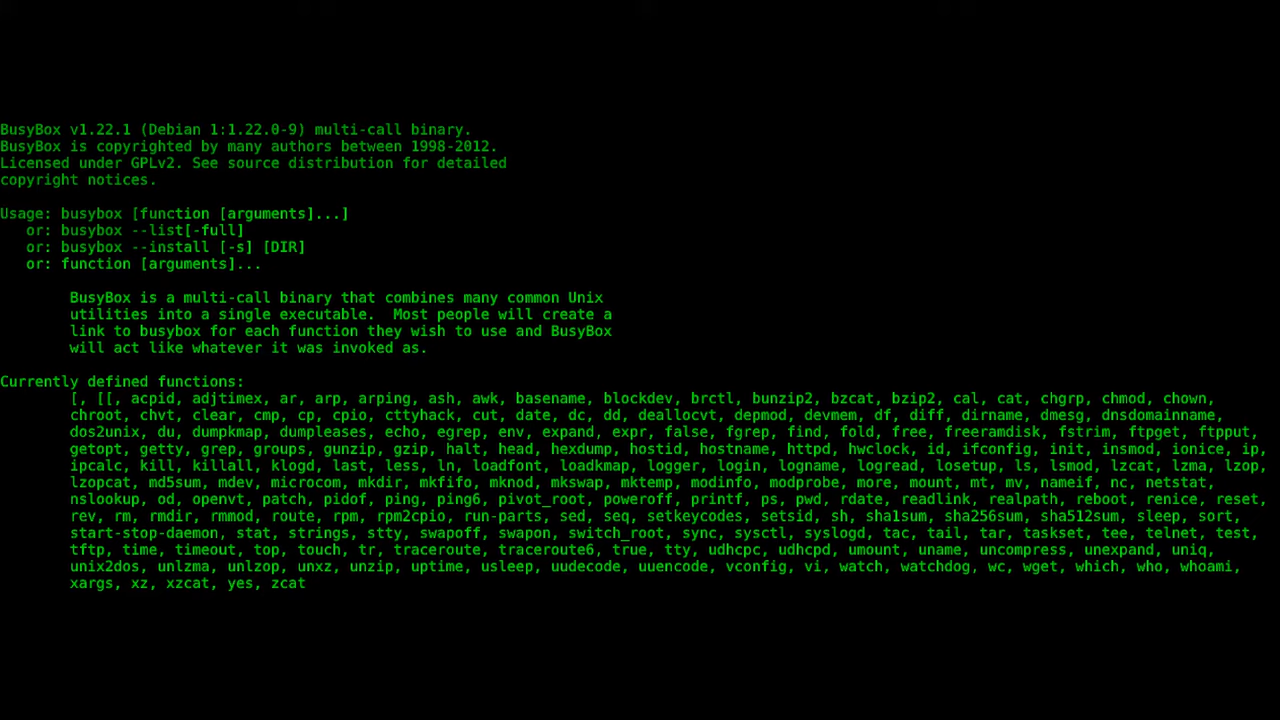 BusyBox v1.22.1 (Debian 1:1.22.0-9) multi-call binary.
BusyBox is copyrighted by many authors between 1998-2012.
Licensed under GPLv2. See source distribution for detailed
copyright notices.

Usage: busybox [function [arguments]...]
   or: busybox --list[-full]
   or: busybox --install [-s] [DIR]
   or: function [arguments]...

        BusyBox is a multi-call binary that combines many common Unix
        utilities into a single executable.  Most people will create a
        link to busybox for each function they wish to use and BusyBox
        will act like whatever it was invoked as.

Currently defined functions:
        [, [[, acpid, adjtimex, ar, arp, arping, ash, awk, basename, blockdev, brctl, bunzip2, bzcat, bzip2, cal, cat, chgrp, chmod, chown,
        chroot, chvt, clear, cmp, cp, cpio, cttyhack, cut, date, dc, dd, deallocvt, depmod, devmem, df, diff, dirname, dmesg, dnsdomainname,
        dos2unix, du, dumpkmap, dumpleases, echo, egrep, env, expand, expr, false, fgrep, find, fold, free, freeramdisk, fstrim, ftpget, ftpput,
        getopt, getty, grep, groups, gunzip, gzip, halt, head, hexdump, hostid, hostname, httpd, hwclock, id, ifconfig, init, insmod, ionice, ip,
        ipcalc, kill, killall, klogd, last, less, ln, loadfont, loadkmap, logger, login, logname, logread, losetup, ls, lsmod, lzcat, lzma, lzop,
        lzopcat, md5sum, mdev, microcom, mkdir, mkfifo, mknod, mkswap, mktemp, modinfo, modprobe, more, mount, mt, mv, nameif, nc, netstat,
        nslookup, od, openvt, patch, pidof, ping, ping6, pivot_root, poweroff, printf, ps, pwd, rdate, readlink, realpath, reboot, renice, reset,
        rev, rm, rmdir, rmmod, route, rpm, rpm2cpio, run-parts, sed, seq, setkeycodes, setsid, sh, sha1sum, sha256sum, sha512sum, sleep, sort,
        start-stop-daemon, stat, strings, stty, swapoff, swapon, switch_root, sync, sysctl, syslogd, tac, tail, tar, taskset, tee, telnet, test,
        tftp, time, timeout, top, touch, tr, traceroute, traceroute6, true, tty, udhcpc, udhcpd, umount, uname, uncompress, unexpand, uniq,
        unix2dos, unlzma, unlzop, unxz, unzip, uptime, usleep, uudecode, uuencode, vconfig, vi, watch, watchdog, wc, wget, which, who, whoami,
        xargs, xz, xzcat, yes, zcat